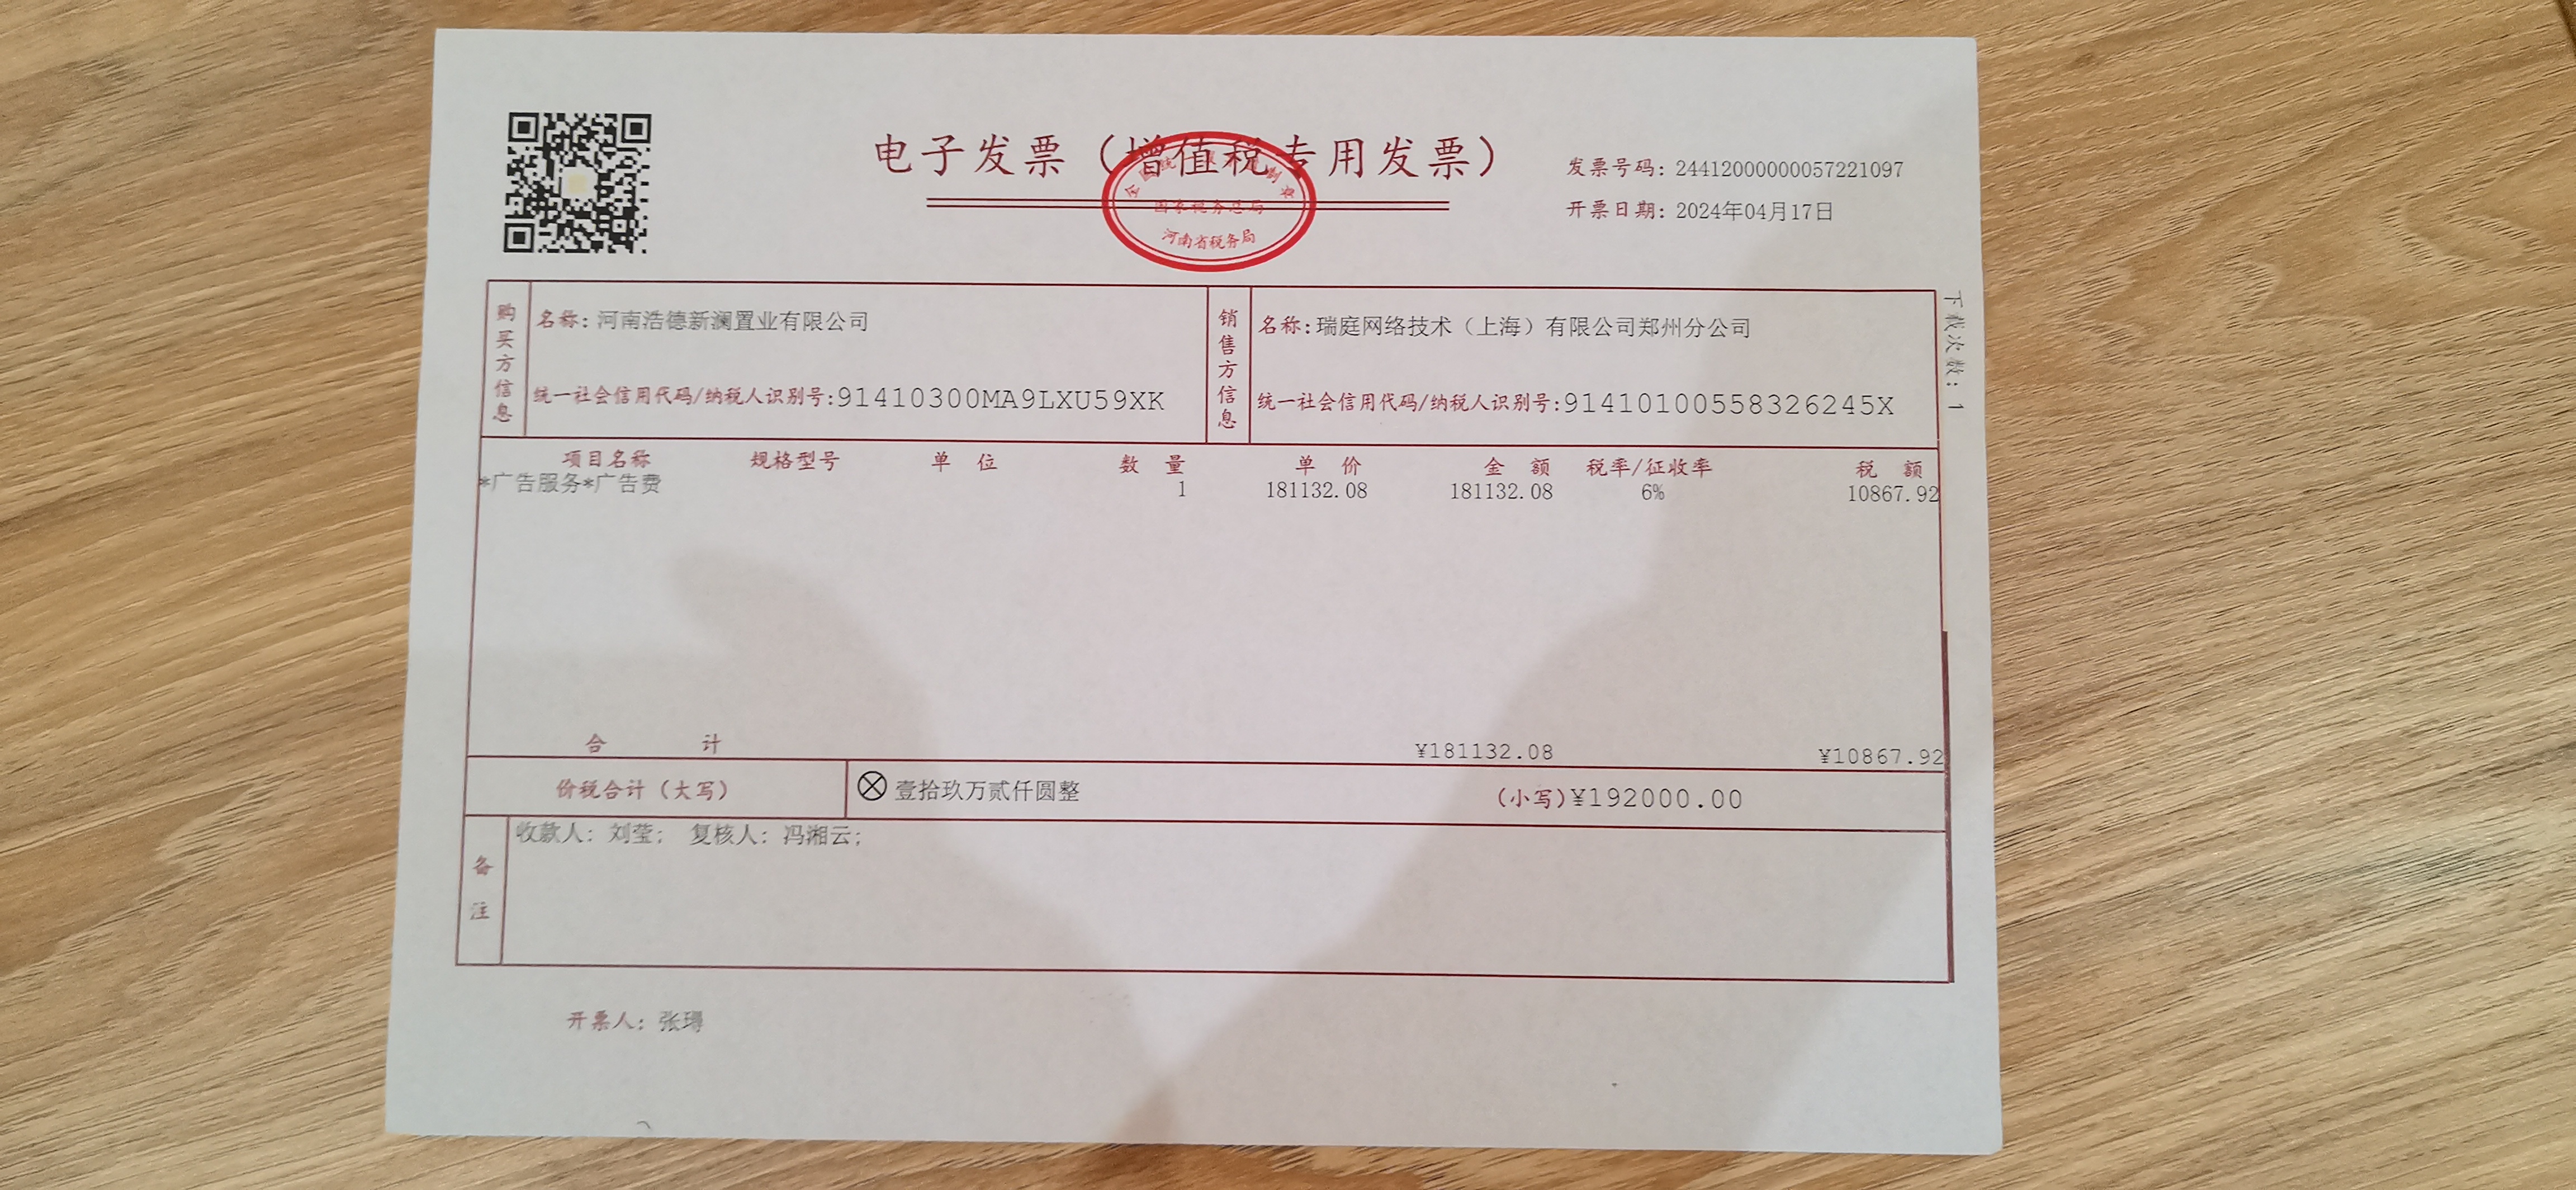 电子发票（增值税专用发票）
国家税务总局
河南省税务局
发票号码：24412000000057221097
开票日期：2024年04月17日
购买方信息
名称：河南浩德新澜置业有限公司
统一社会信用代码/纳税人识别号：91410300MA9LXU59XK
销售方信息
名称：瑞庭网络技术（上海）有限公司郑州分公司
统一社会信用代码/纳税人识别号：91410100558326245X
下载次数：1
项目名称 规格型号 单位 数量 单价 金额 税率/征收率 税额
*广告服务*广告费 1 181132.08 181132.08 6% 10867.92
合计 ¥181132.08 ¥10867.92
价税合计（大写） ⊗壹拾玖万贰仟圆整 （小写）¥192000.00
备注
收款人：刘莹； 复核人：冯湘云；
开票人：张璕